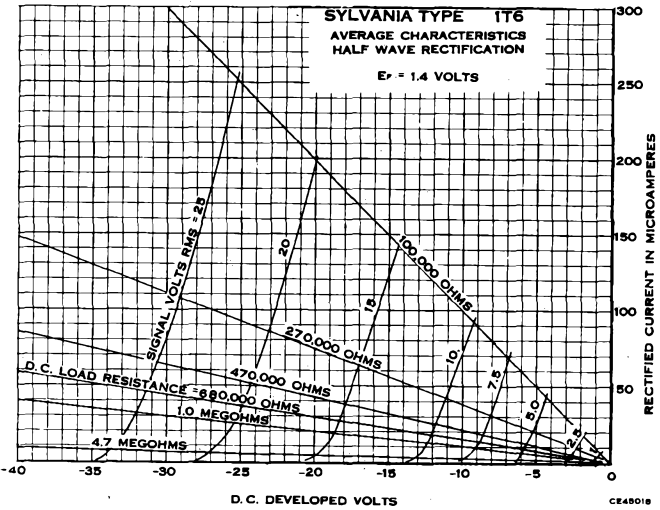 SYLVANIA TYPE 1T6
AVERAGE CHARACTERISTICS
HALF WAVE RECTIFICATION
EF = 1.4 VOLTS
300
250
200
150
100
50
RECTIFIED CURRENT IN MICROAMPERES
SIGNAL VOLTS RMS = 25
20
15
10.
7.5
5.0
2.5
1
100,000 OHMS
270,000 OHMS
470,000 OHMS
D.C. LOAD RESISTANCE = 680,000 OHMS
1.0 MEGOHMS
4.7 MEGOHMS
-40
-35
-30
-25
-20
-15
-10
-5
0
D.C. DEVELOPED VOLTS
CE45018